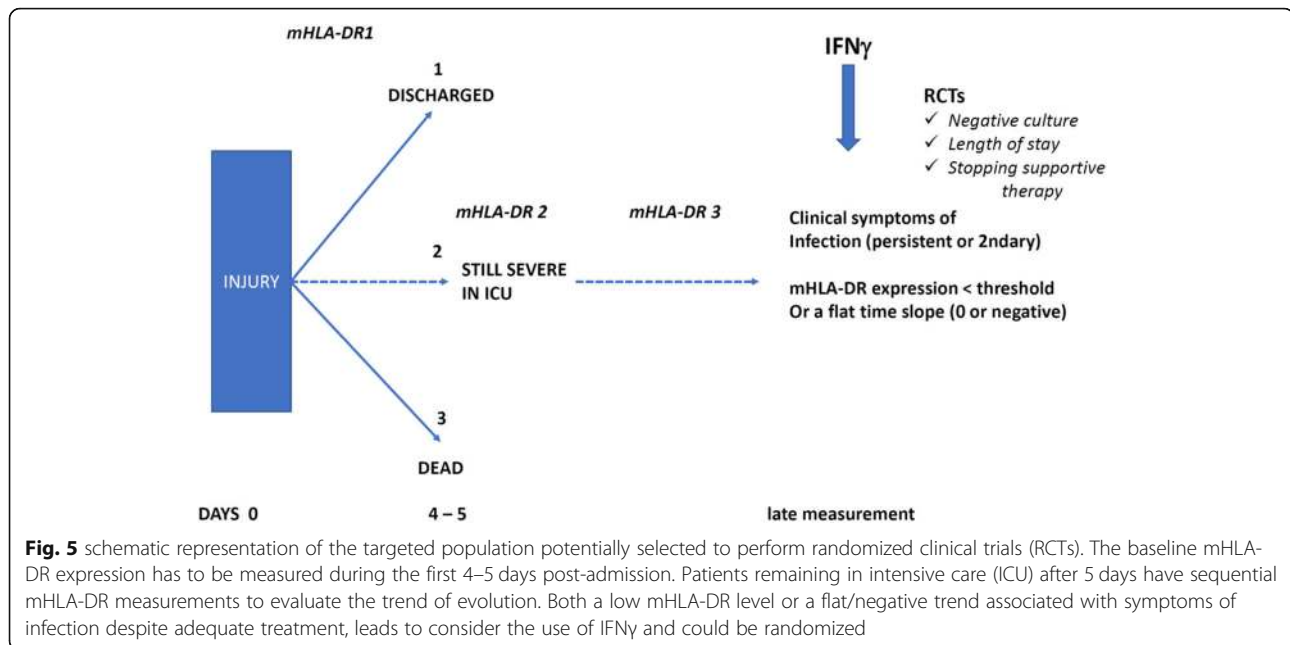 mHLA-DR1
1
DISCHARGED
IFNγ
RCTs
✓ Negative culture
✓ Length of stay
✓ Stopping supportive
therapy
mHLA-DR 2
mHLA-DR 3
Clinical symptoms of
Infection (persistent or 2ndary)
2
STILL SEVERE
IN ICU
INJURY
mHLA-DR expression < threshold
Or a flat time slope (0 or negative)
3
DEAD
DAYS 0
4 – 5
late measurement
Fig. 5 schematic representation of the targeted population potentially selected to perform randomized clinical trials (RCTs). The baseline mHLA-
DR expression has to be measured during the first 4–5 days post-admission. Patients remaining in intensive care (ICU) after 5 days have sequential
mHLA-DR measurements to evaluate the trend of evolution. Both a low mHLA-DR level or a flat/negative trend associated with symptoms of
infection despite adequate treatment, leads to consider the use of IFNγ and could be randomized